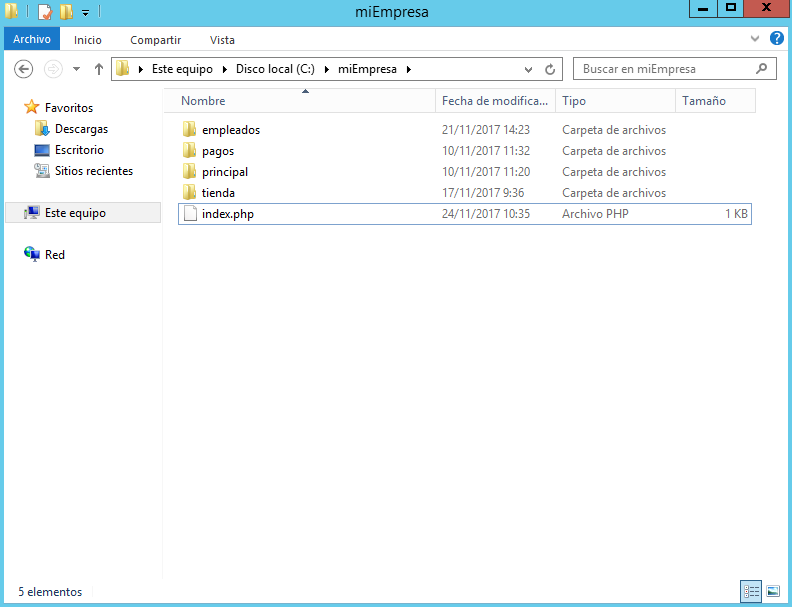 miEmpresa
Archivo Inicio Compartir Vista
Este equipo Disco local (C:) miEmpresa Buscar en miEmpresa
Nombre Fecha de modifica... Tipo Tamaño
Favoritos
Descargas
Escritorio
Sitios recientes
Este equipo
Red
empleados 21/11/2017 14:23 Carpeta de archivos
pagos 10/11/2017 11:32 Carpeta de archivos
principal 10/11/2017 11:20 Carpeta de archivos
tienda 17/11/2017 9:36 Carpeta de archivos
index.php 24/11/2017 10:35 Archivo PHP 1 KB
5 elementos